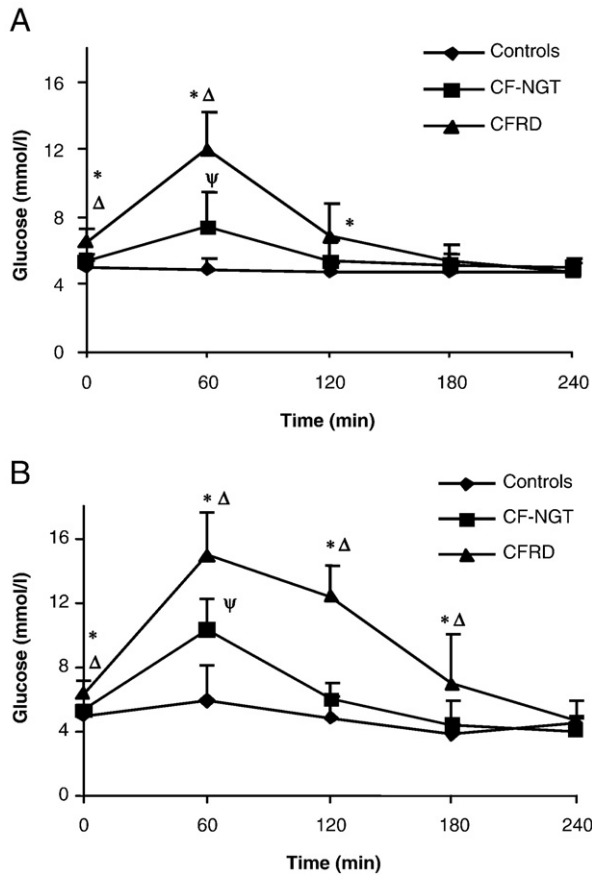 A
Controls
CF-NGT
CFRD
Glucose (mmol/l)
16
12
8
4
0
* Δ
*
Δ
ψ
*
0 60 120 180 240
Time (min)
B
Controls
CF-NGT
CFRD
Glucose (mmol/l)
16
12
8
4
0
* Δ
* Δ
* Δ
*
Δ
ψ
0 60 120 180 240
Time (min)